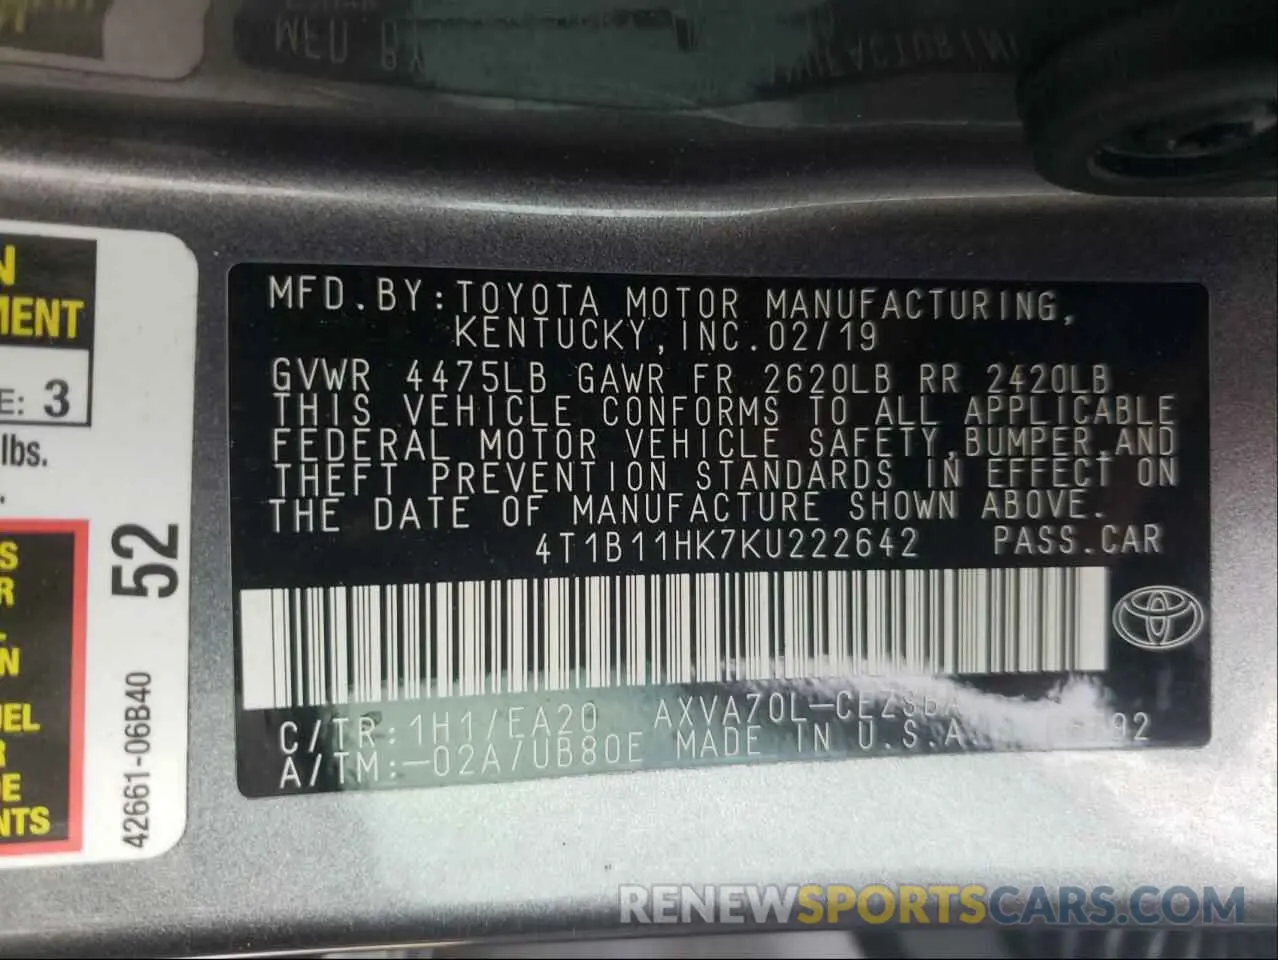 MFD.BY:TOYOTA MOTOR MANUFACTURING,
KENTUCKY,INC.02/19
GVWR 4475LB GAWR FR 2620LB RR 2420LB
THIS VEHICLE CONFORMS TO ALL APPLICABLE
FEDERAL MOTOR VEHICLE SAFETY,BUMPER,AND
THEFT PREVENTION STANDARDS IN EFFECT ON
THE DATE OF MANUFACTURE SHOWN ABOVE.
4T1B11HK7KU222642 PASS.CAR
C/TR:1H1/EA20
A/TM:-02A/UB80E MADE IN U.S.A
E: 3
lbs.
52
42661-06B40
RENEWSPORTSCARS.COM